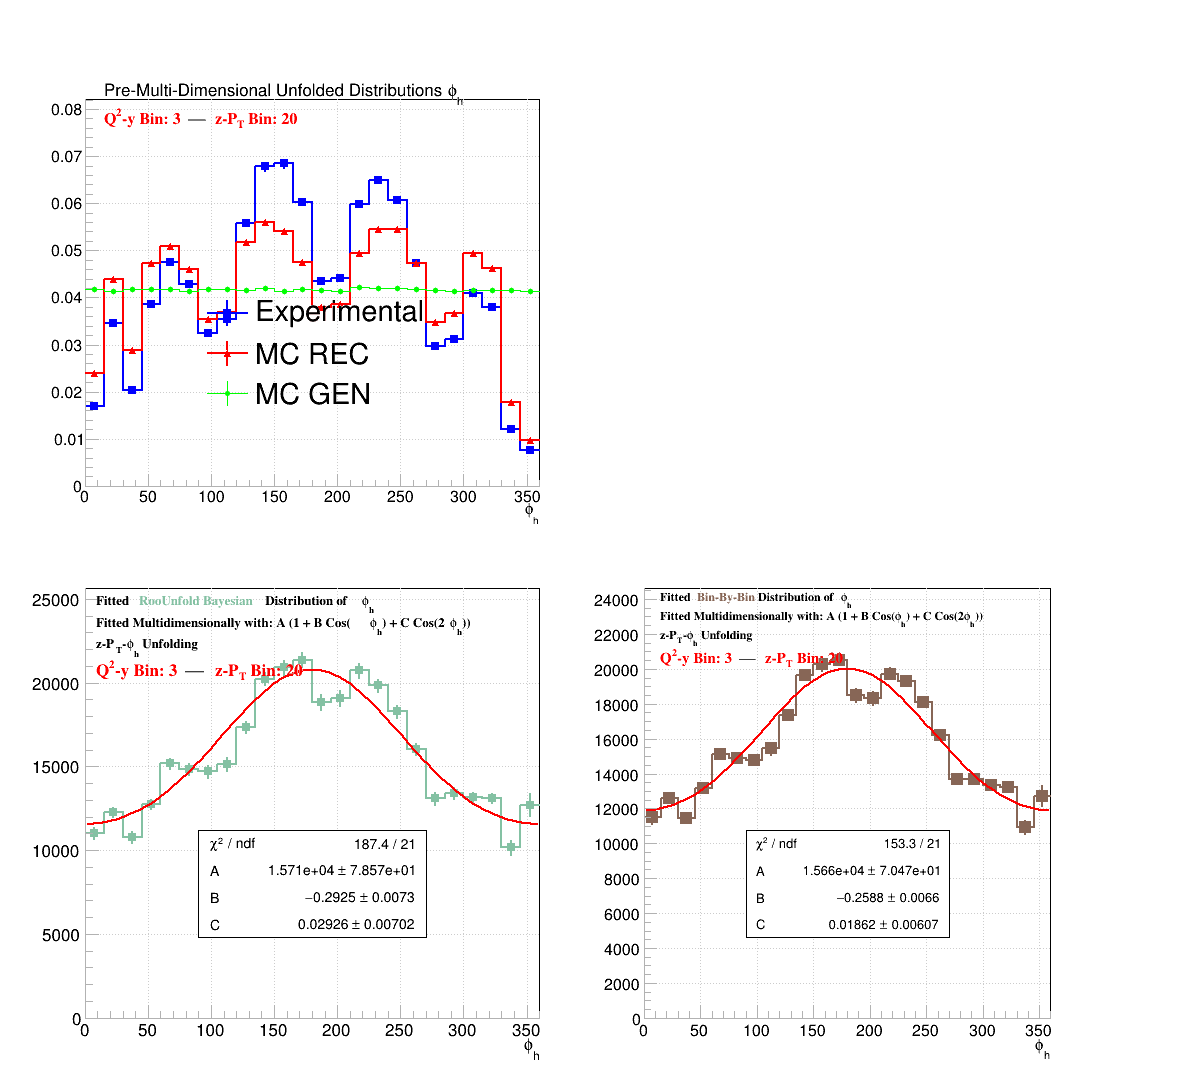 Pre-Multi-Dimensional Unfolded Distributions ϕh
Q²-y Bin: 3 — z-PT Bin: 20
0.08
0.07
0.06
0.05
0.04
0.03
0.02
0.01
0
Experimental
MC REC
MC GEN
0 50 100 150 200 250 300 350
ϕh
Fitted RooUnfold Bayesian Distribution of ϕh
Fitted Multidimensionally with: A (1 + B Cos( ϕh) + C Cos(2 ϕh))
z-PT-ϕh Unfolding
Q²-y Bin: 3 — z-PT Bin: 20
25000
20000
15000
10000
5000
0
χ² / ndf 187.4 / 21
A 1.571e+04 ± 7.857e+01
B −0.2925 ± 0.0073
C 0.02926 ± 0.00702
0 50 100 150 200 250 300 350
ϕh
Fitted Bin-By-Bin Distribution of ϕh
Fitted Multidimensionally with: A (1 + B Cos(ϕh) + C Cos(2ϕh))
z-PT-ϕh Unfolding
Q²-y Bin: 3 — z-PT Bin: 20
24000
22000
20000
18000
16000
14000
12000
10000
8000
6000
4000
2000
0
χ² / ndf 153.3 / 21
A 1.566e+04 ± 7.047e+01
B −0.2588 ± 0.0066
C 0.01862 ± 0.00607
0 50 100 150 200 250 300 350
ϕh